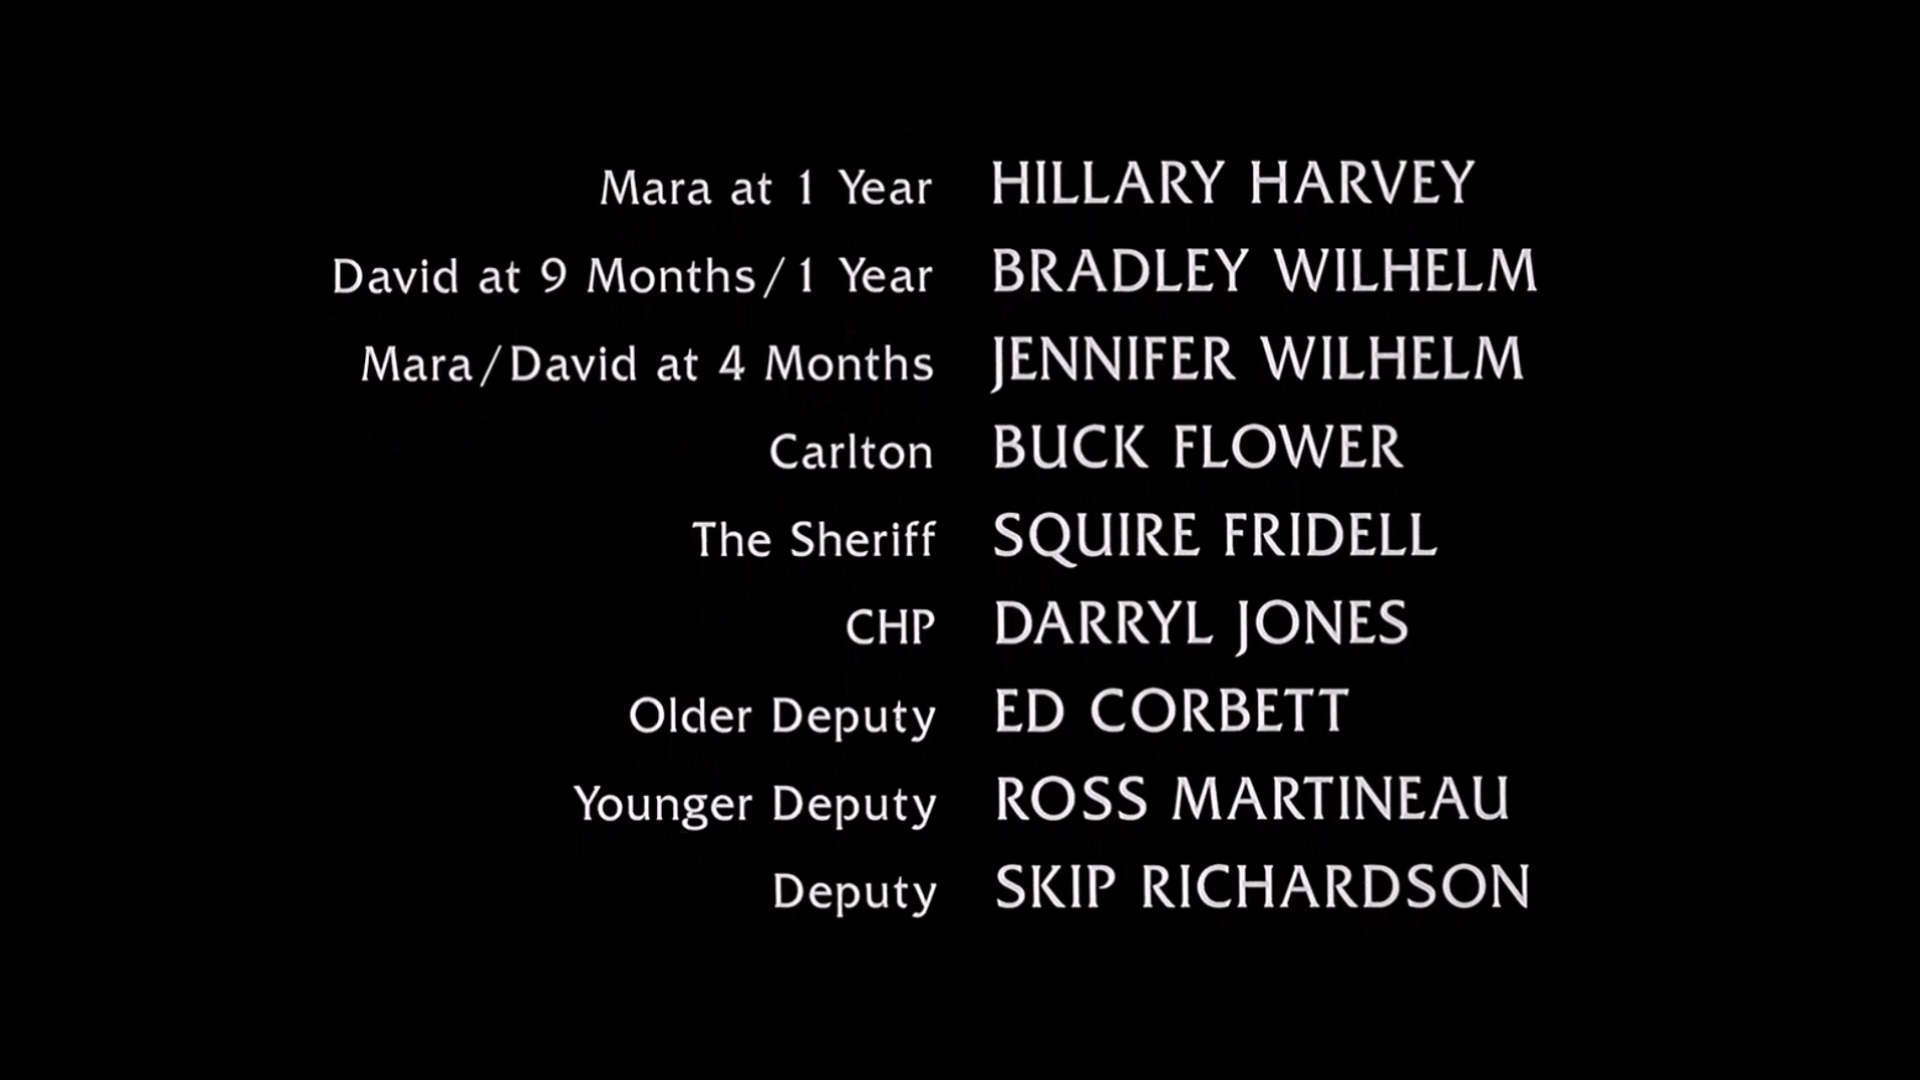 Mara at 1 Year HILLARY HARVEY
David at 9 Months/1 Year BRADLEY WILHELM
Mara/David at 4 Months JENNIFER WILHELM
Carlton BUCK FLOWER
The Sheriff SQUIRE FRIDELL
CHP DARRYL JONES
Older Deputy ED CORBETT
Younger Deputy ROSS MARTINEAU
Deputy SKIP RICHARDSON